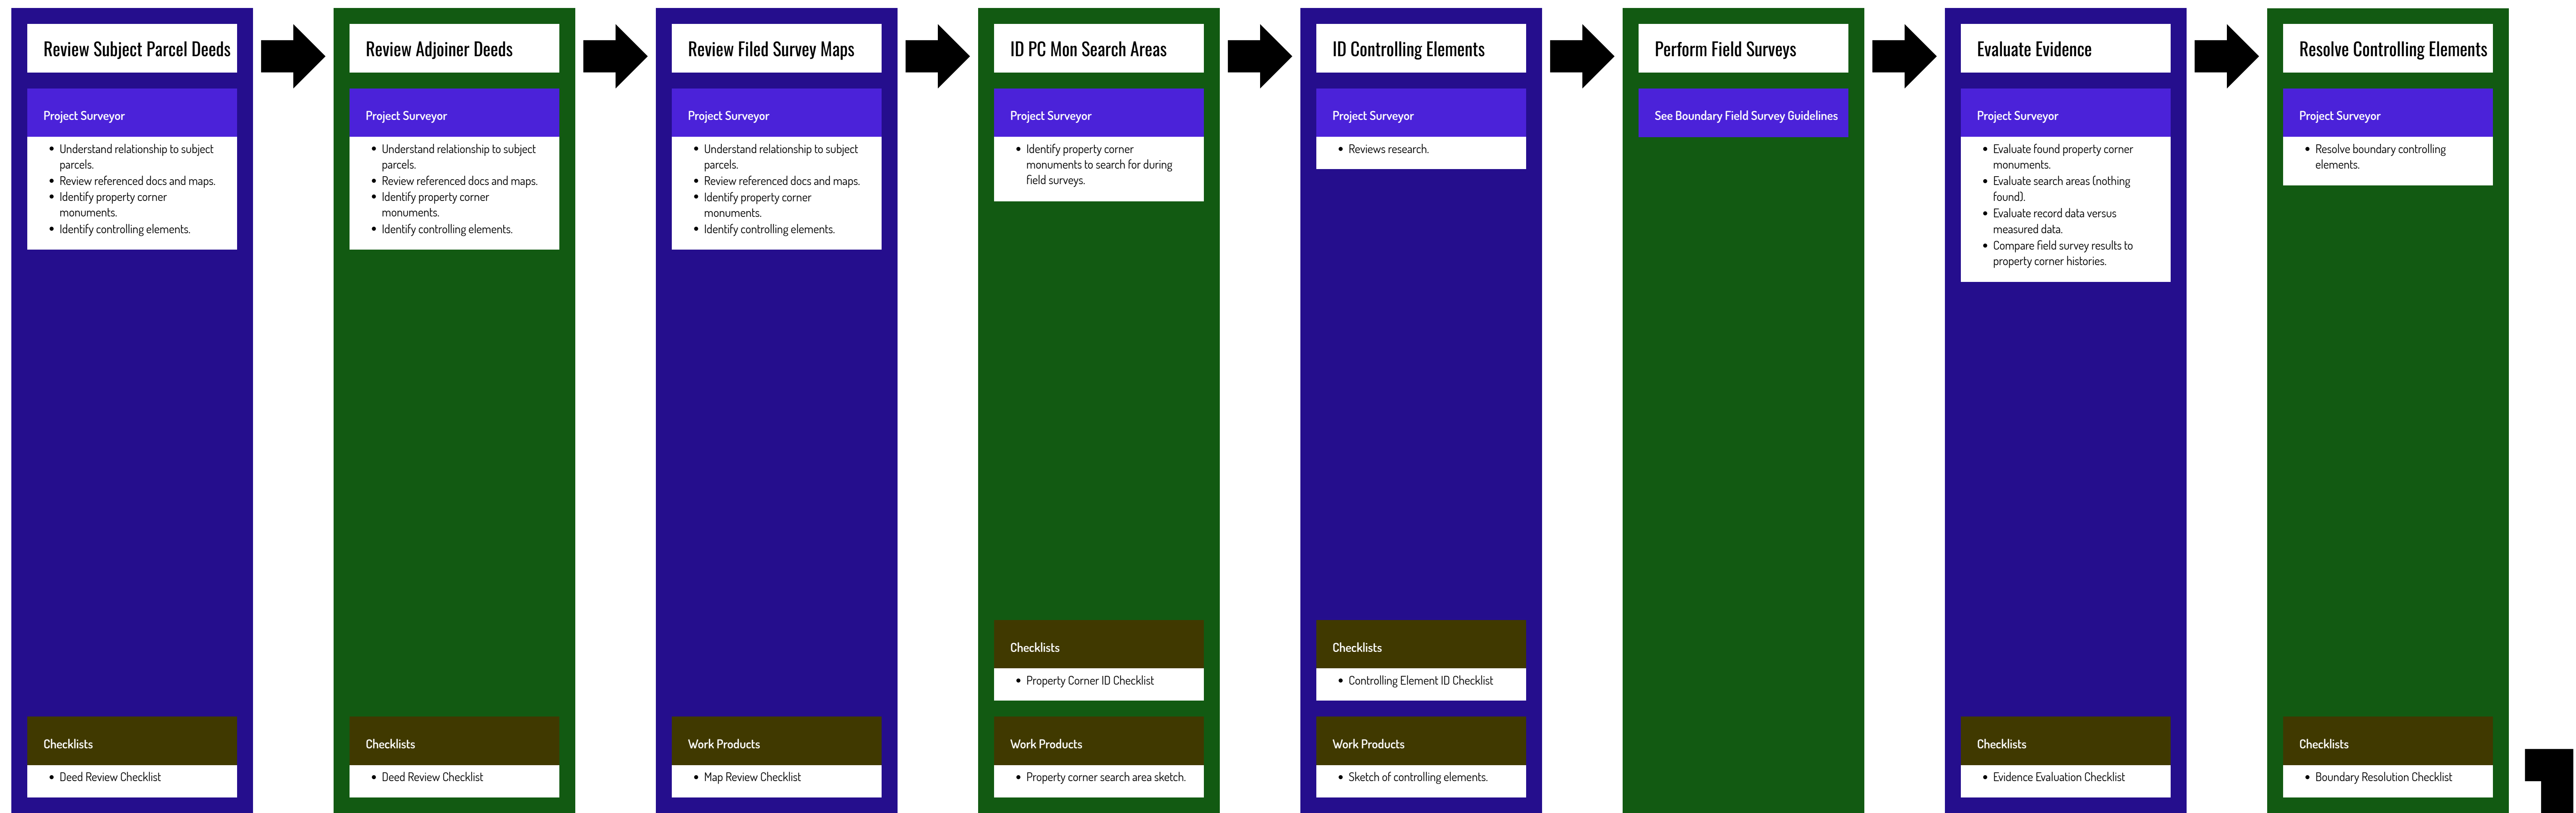 Review Subject Parcel Deeds
Project Surveyor
• Understand relationship to subject
parcels.
• Review referenced docs and maps.
• Identify property corner
monuments.
• Identify controlling elements.
Checklists
• Deed Review Checklist
Review Adjoiner Deeds
Project Surveyor
• Understand relationship to subject
parcels.
• Review referenced docs and maps.
• Identify property corner
monuments.
• Identify controlling elements.
Checklists
• Deed Review Checklist
Review Filed Survey Maps
Project Surveyor
• Understand relationship to subject
parcels.
• Review referenced docs and maps.
• Identify property corner
monuments.
• Identify controlling elements.
Work Products
• Map Review Checklist
ID PC Mon Search Areas
Project Surveyor
• Identify property corner
monuments to search for during
field surveys.
Checklists
• Property Corner ID Checklist
Work Products
• Property corner search area sketch.
ID Controlling Elements
Project Surveyor
• Reviews research.
Checklists
• Controlling Element ID Checklist
Work Products
• Sketch of controlling elements.
Perform Field Surveys
See Boundary Field Survey Guidelines
Evaluate Evidence
Project Surveyor
• Evaluate found property corner
monuments.
• Evaluate search areas (nothing
found).
• Evaluate record data versus
measured data.
• Compare field survey results to
property corner histories.
Checklists
• Evidence Evaluation Checklist
Resolve Controlling Elements
Project Surveyor
• Resolve boundary controlling
elements.
Checklists
• Boundary Resolution Checklist